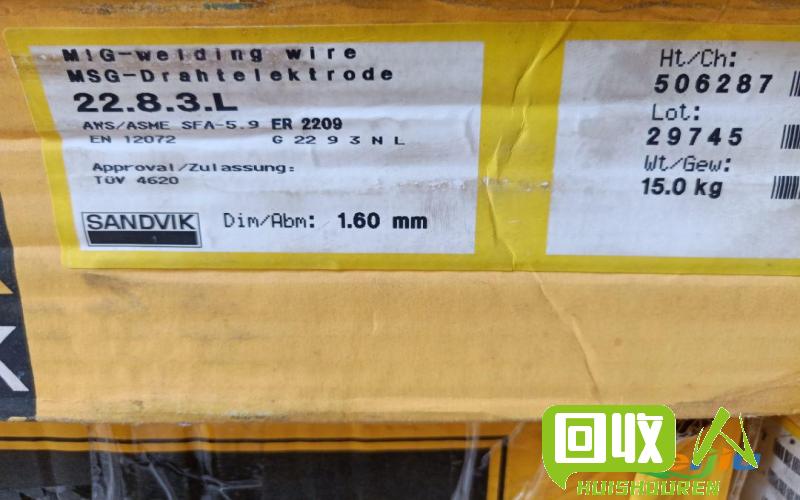 MIG-welding wire
MSG-Drahtelektrode
22.8.3.L
AWS/ASME SFA-5.9 ER 2209
EN 12072 G 22 9 3 N L
Approval/Zulassung:
TÜV 4620
SANDVIK
Dim/Abm: 1.60 mm
Ht/Ch:
506287
Lot:
29745
Wt/Gew:
15.0 kg
K
回收人
HUISHOUREN